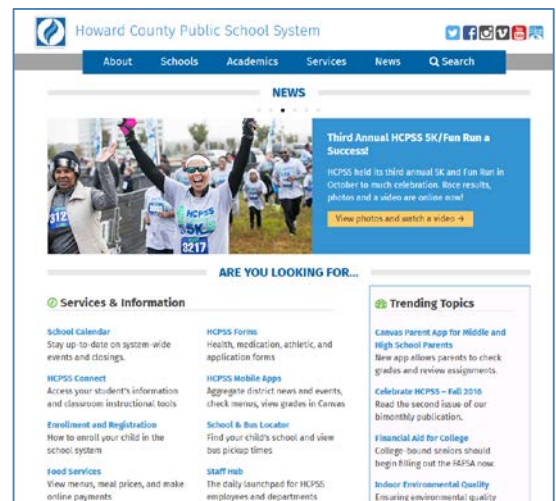 Howard County Public School System
About Schools Academics Services News Search
NEWS
312
HCPSS
5K
3217
Third Annual HCPSS 5K/Fun Run a
Success!
HCPSS held its third annual 5K and Fun Run in
October to much celebration. Race results,
photos and a video are online now!
View photos and watch a video →
ARE YOU LOOKING FOR...
Services & Information
School Calendar
Stay up-to-date on system-wide
events and closings.
HCPSS Connect
Access your student's information
and classroom instructional tools
Enrollment and Registration
How to enroll your child in the
school system
Food Services
View menus, meal prices, and make
online payments
HCPSS Forms
Health, medication, athletic, and
application forms
HCPSS Mobile Apps
Aggregate district news and events,
check menus, view grades in Canvas
School & Bus Locator
Find your child's school and view
bus pickup times
Staff Hub
The daily launchpad for HCPSS
employees and departments
Trending Topics
Canvas Parent App for Middle and
High School Parents
New app allows parents to check
grades and review assignments.
Celebrate HCPSS – Fall 2016
Read the second issue of our
bimonthly publication.
Financial Aid for College
College-bound seniors should
begin filling out the FAFSA now.
Indoor Environmental Quality
Ensuring environmental quality